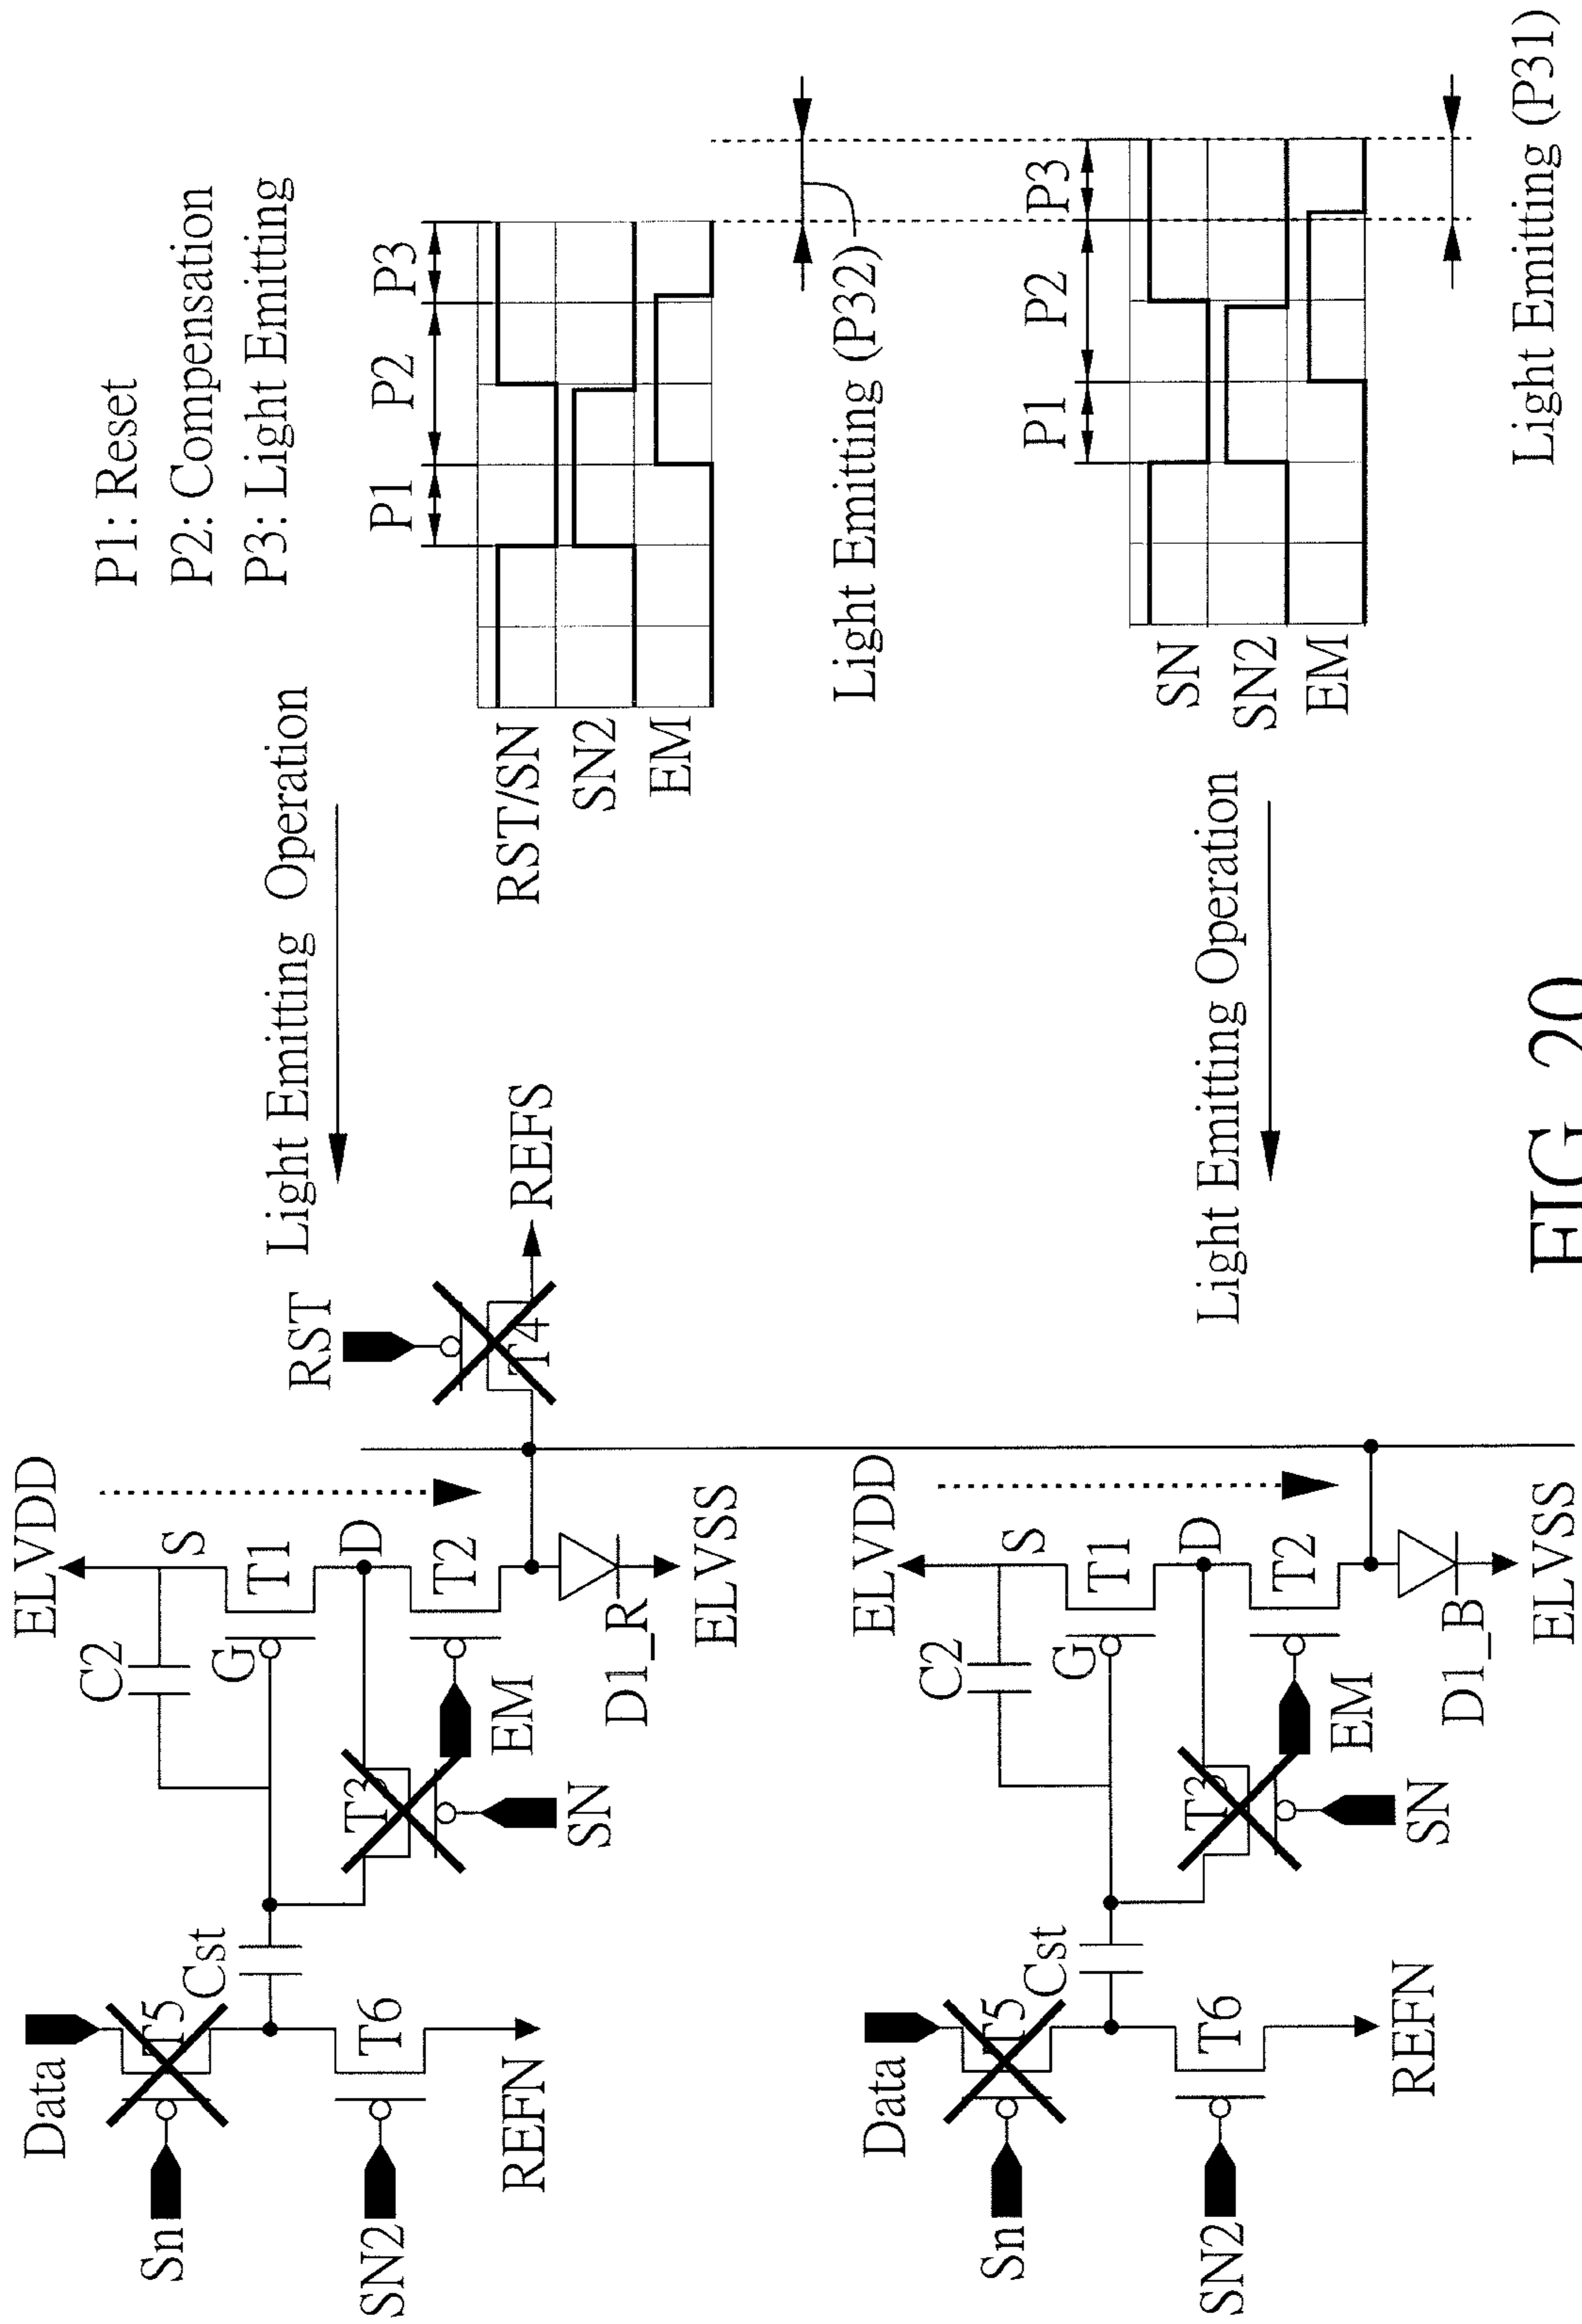 P1: Reset
P2: Compensation
P3: Light Emitting
Light Emitting Operation
P1
P2
P3
RST/SN
SN2
EM
Light Emitting (P32)
ELVDD
C2
S
G
T1
D
T2
T3
EM
SN
D1_R
ELVSS
RST
T4
REFS
Data
T5
Cst
Sn
T6
SN2
REFN
Light Emitting Operation
P1
P2
P3
SN
SN2
EM
Light Emitting (P31)
ELVDD
C2
S
G
T1
D
T2
T3
EM
SN
D1_B
ELVSS
Data
T5
Cst
Sn
T6
SN2
REFN
FIG. 20